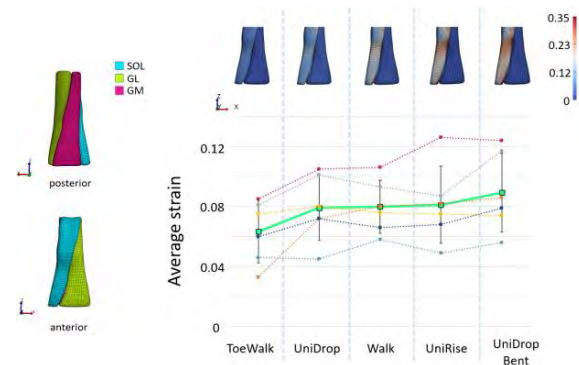 SOL
GL
GM
posterior
anterior
0.35
0.23
0.12
0
Y
X
Average strain
0.12
0.08
0.04
0
ToeWalk
UniDrop
Walk
UniRise
UniDrop
Bent